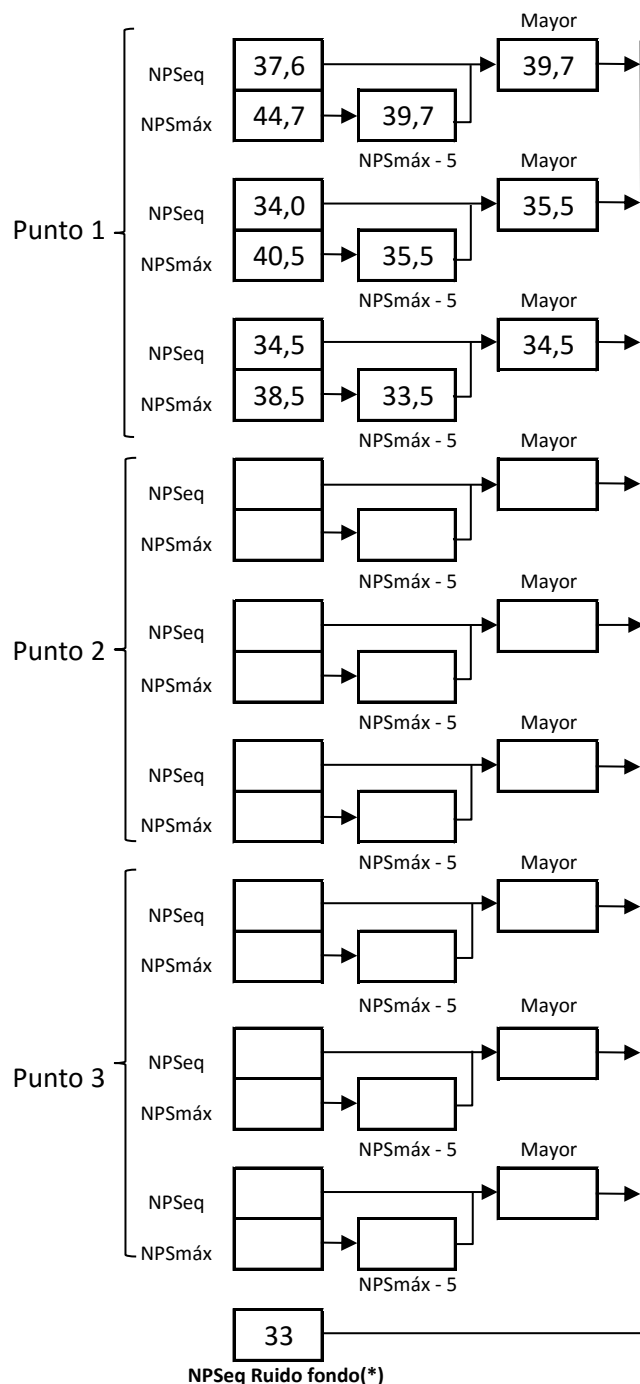 Mayor
NPSeq 37,6 39,7
NPSmáx 44,7 39,7
NPSmáx - 5
Mayor
Punto 1
NPSeq 34,0 35,5
NPSmáx 40,5 35,5
NPSmáx - 5
Mayor
NPSeq 34,5 34,5
NPSmáx 38,5 33,5
NPSmáx - 5
Mayor
NPSeq
NPSmáx
NPSmáx - 5
Mayor
Punto 2
NPSeq
NPSmáx
NPSmáx - 5
Mayor
NPSeq
NPSmáx
NPSmáx - 5
Mayor
NPSeq
NPSmáx
NPSmáx - 5
Mayor
Punto 3
NPSeq
NPSmáx
NPSmáx - 5
Mayor
NPSeq
NPSmáx
NPSmáx - 5
33
NPSeq Ruido fondo(*)